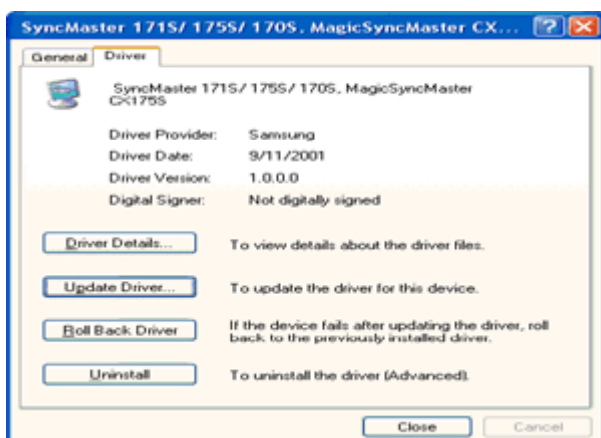 SyncMaster 171S/ 175S/ 170S, MagicSyncMaster CX...
General Driver
SyncMaster 171S/ 175S/ 170S, MagicSyncMaster
CX175S
Driver Provider: Samsung
Driver Date: 9/11/2001
Driver Version: 1.0.0.0
Digital Signer: Not digitally signed
Driver Details... To view details about the driver files.
Update Driver... To update the driver for this device.
Roll Back Driver If the device fails after updating the driver, roll
back to the previously installed driver.
Uninstall To uninstall the driver (Advanced).
Close Cancel